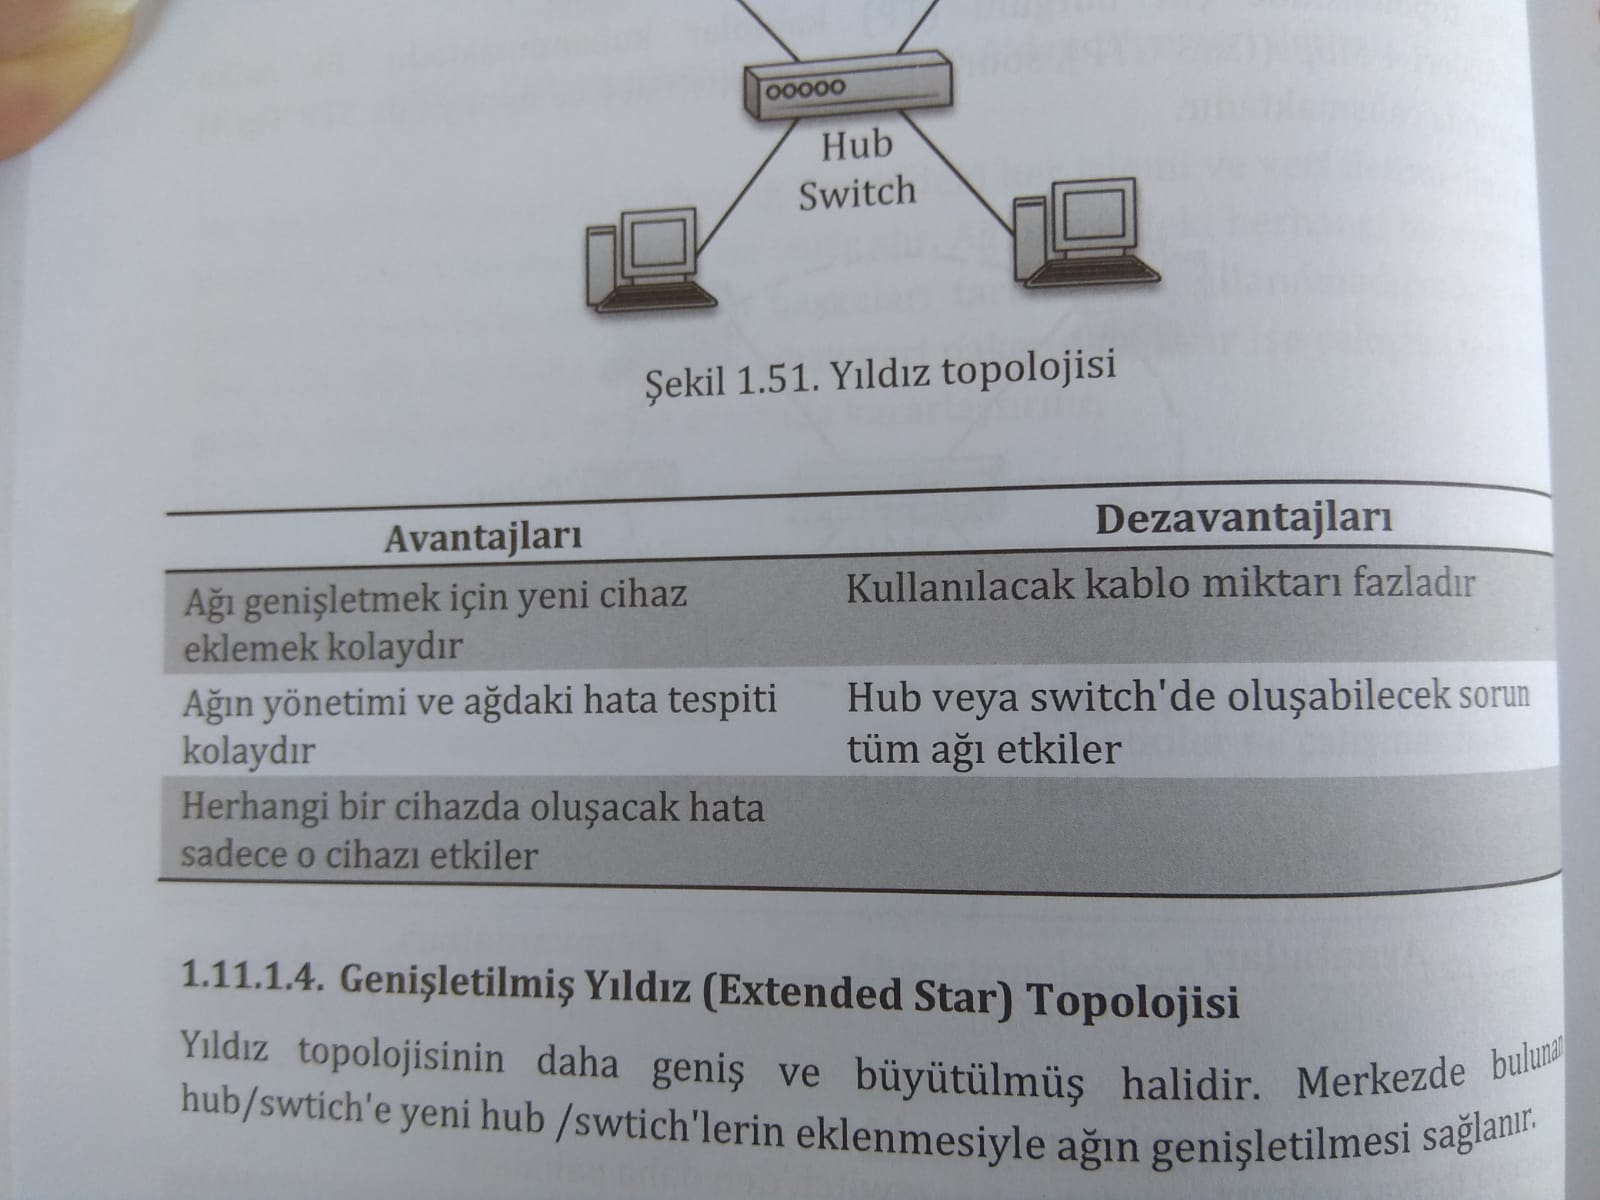 Hub
Switch
Şekil 1.51. Yıldız topolojisi
Avantajları Dezavantajları
Ağı genişletmek için yeni cihaz Kullanılacak kablo miktarı fazladır
eklemek kolaydır
Ağın yönetimi ve ağdaki hata tespiti Hub veya switch'de oluşabilecek sorun
kolaydır tüm ağı etkiler
Herhangi bir cihazda oluşacak hata
sadece o cihazı etkiler
1.11.1.4. Genişletilmiş Yıldız (Extended Star) Topolojisi
Yıldız topolojisinin daha geniş ve büyütülmüş halidir. Merkezde bulunan
hub/swtich'e yeni hub /swtich'lerin eklenmesiyle ağın genişletilmesi sağlanır.